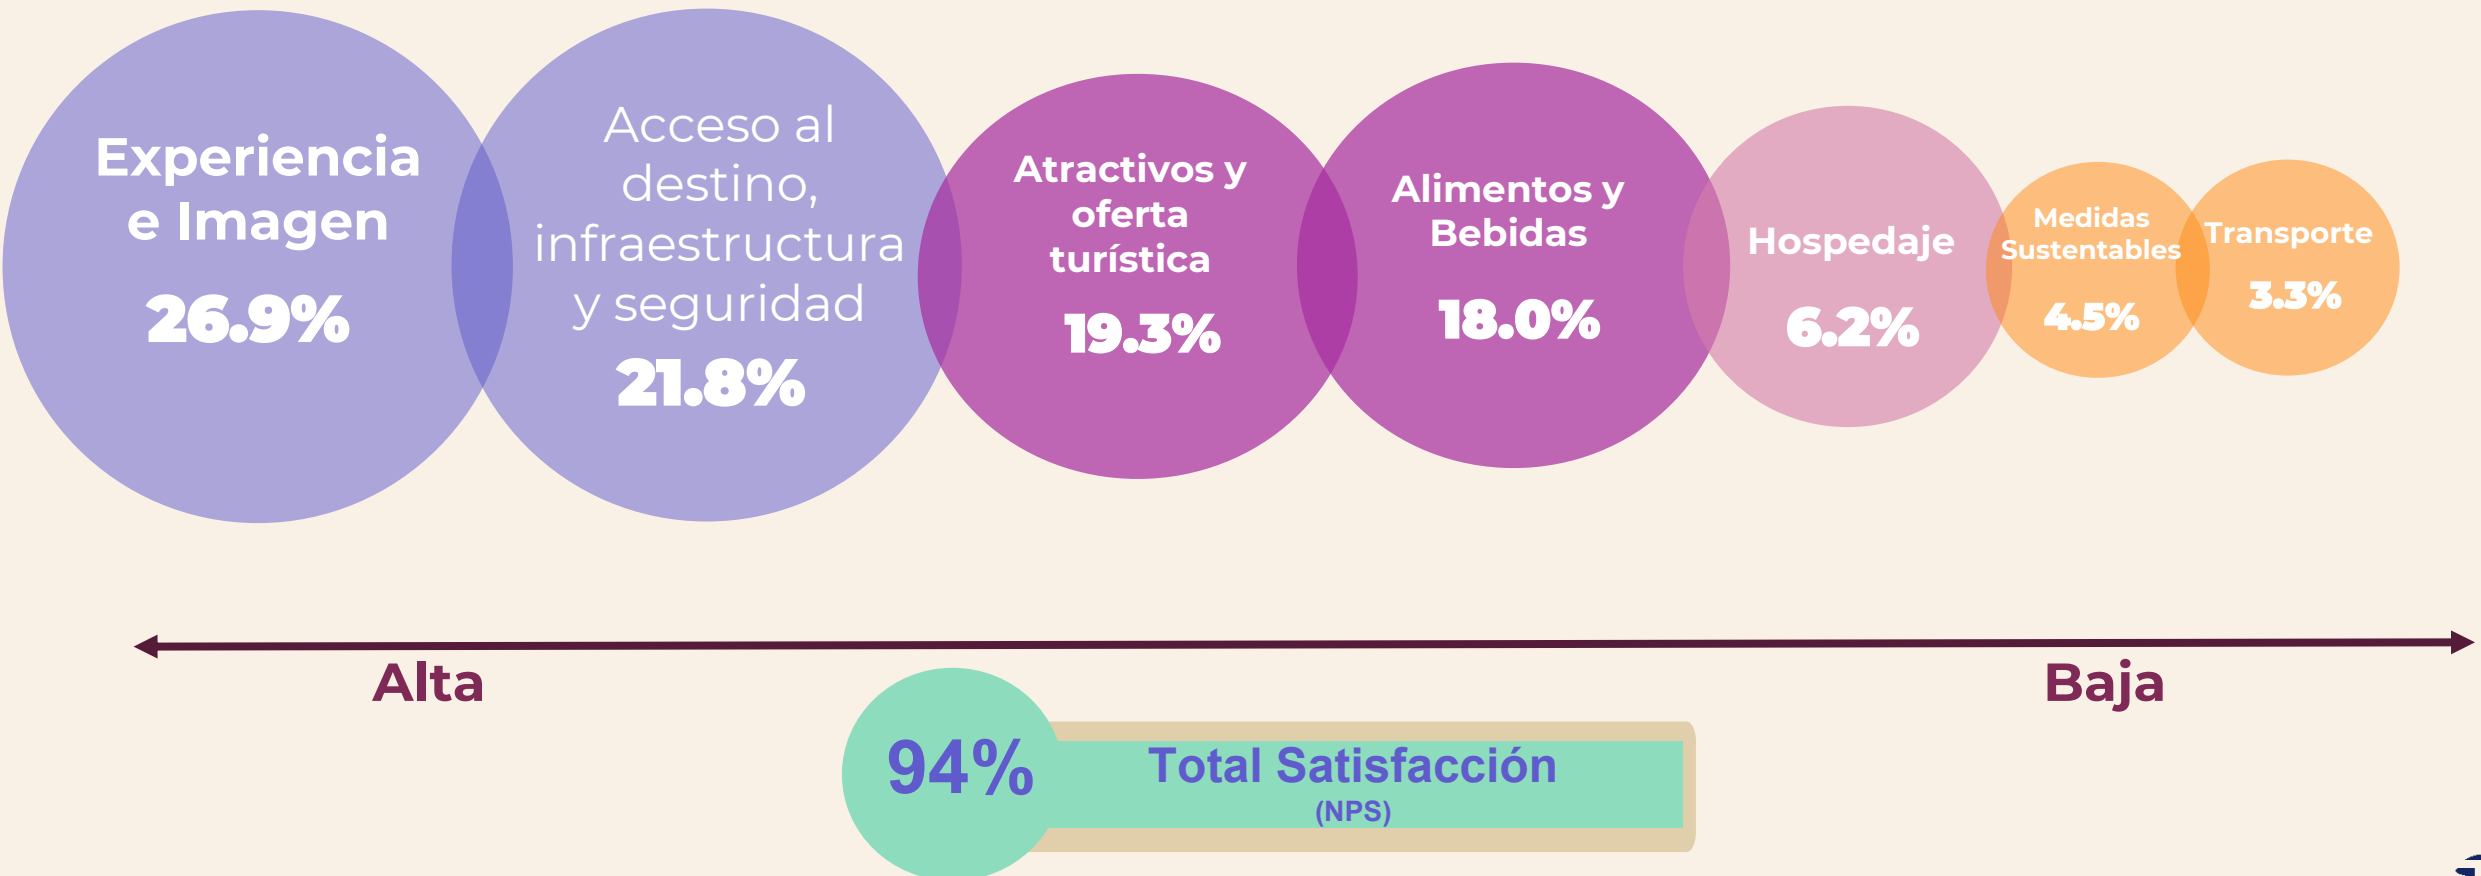 Experiencia
e Imagen
26.9%
Acceso al
destino,
infraestructura
y seguridad
21.8%
Atractivos y
oferta
turística
19.3%
Alimentos y
Bebidas
18.0%
Hospedaje
6.2%
Medidas
Sustentables
4.5%
Transporte
3.3%
Alta
Baja
94%
Total Satisfacción
(NPS)